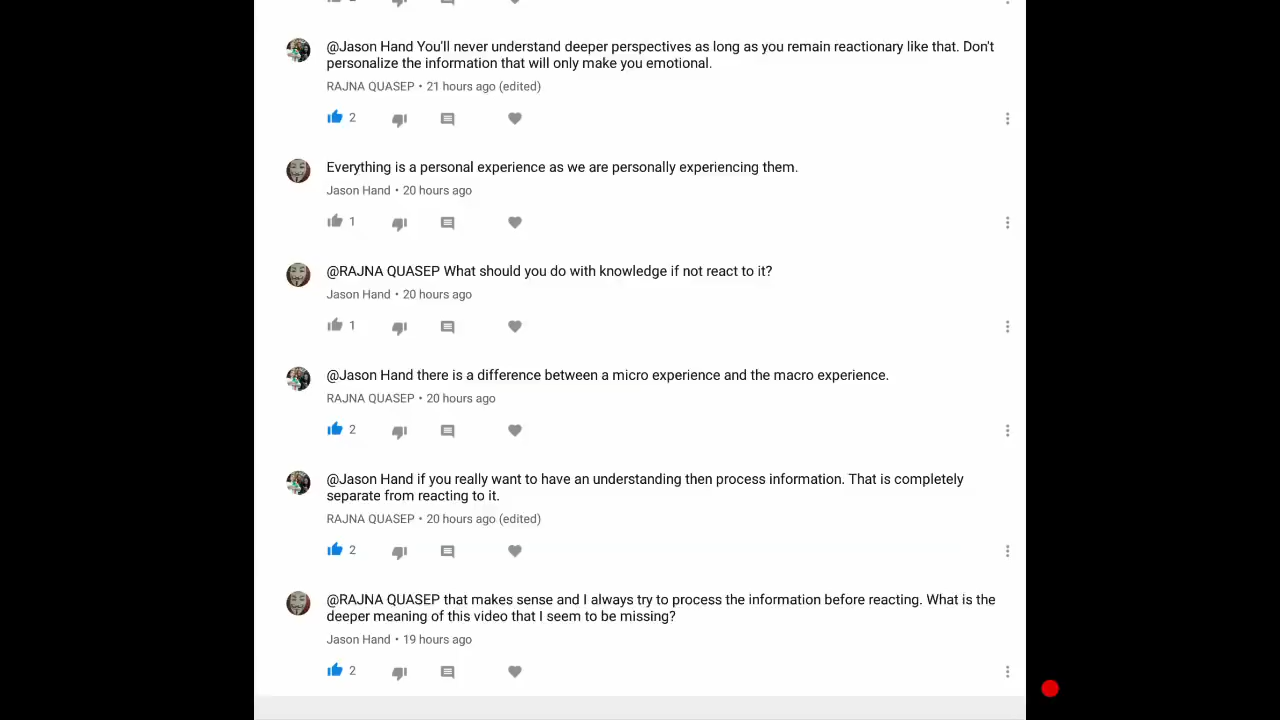 @Jason Hand You'll never understand deeper perspectives as long as you remain reactionary like that. Don't
personalize the information that will only make you emotional.
RAJNA QUASEP • 21 hours ago (edited)
2
Everything is a personal experience as we are personally experiencing them.
Jason Hand • 20 hours ago
1
@RAJNA QUASEP What should you do with knowledge if not react to it?
Jason Hand • 20 hours ago
1
@Jason Hand there is a difference between a micro experience and the macro experience.
RAJNA QUASEP • 20 hours ago
2
@Jason Hand if you really want to have an understanding then process information. That is completely
separate from reacting to it.
RAJNA QUASEP • 20 hours ago (edited)
2
@RAJNA QUASEP that makes sense and I always try to process the information before reacting. What is the
deeper meaning of this video that I seem to be missing?
Jason Hand • 19 hours ago
2